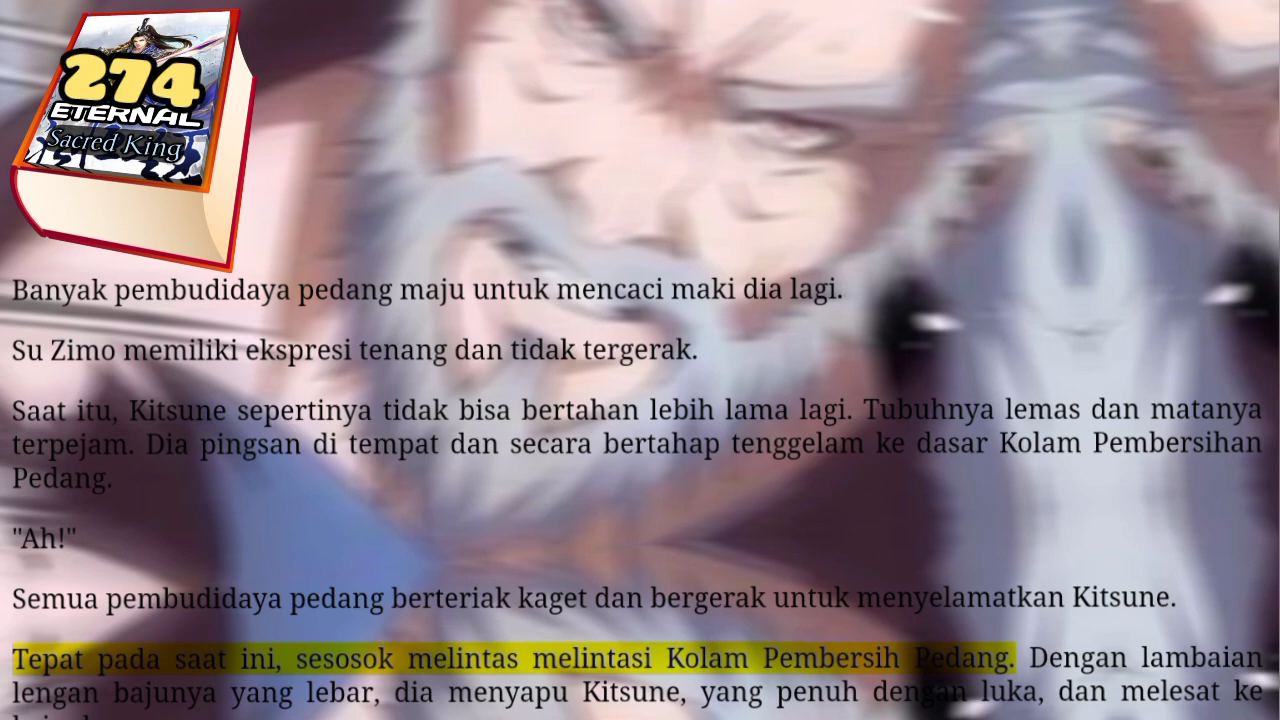 274
ETERNAL
Sacred King
Banyak pembudidaya pedang maju untuk mencaci maki dia lagi.
Su Zimo memiliki ekspresi tenang dan tidak tergerak.
Saat itu, Kitsune sepertinya tidak bisa bertahan lebih lama lagi. Tubuhnya lemas dan matanya
terpejam. Dia pingsan di tempat dan secara bertahap tenggelam ke dasar Kolam Pembersihan
Pedang.
"Ah!"
Semua pembudidaya pedang berteriak kaget dan bergerak untuk menyelamatkan Kitsune.
Tepat pada saat ini, sesosok melintas melintasi Kolam Pembersih Pedang. Dengan lambaian
lengan bajunya yang lebar, dia menyapu Kitsune, yang penuh dengan luka, dan melesat ke